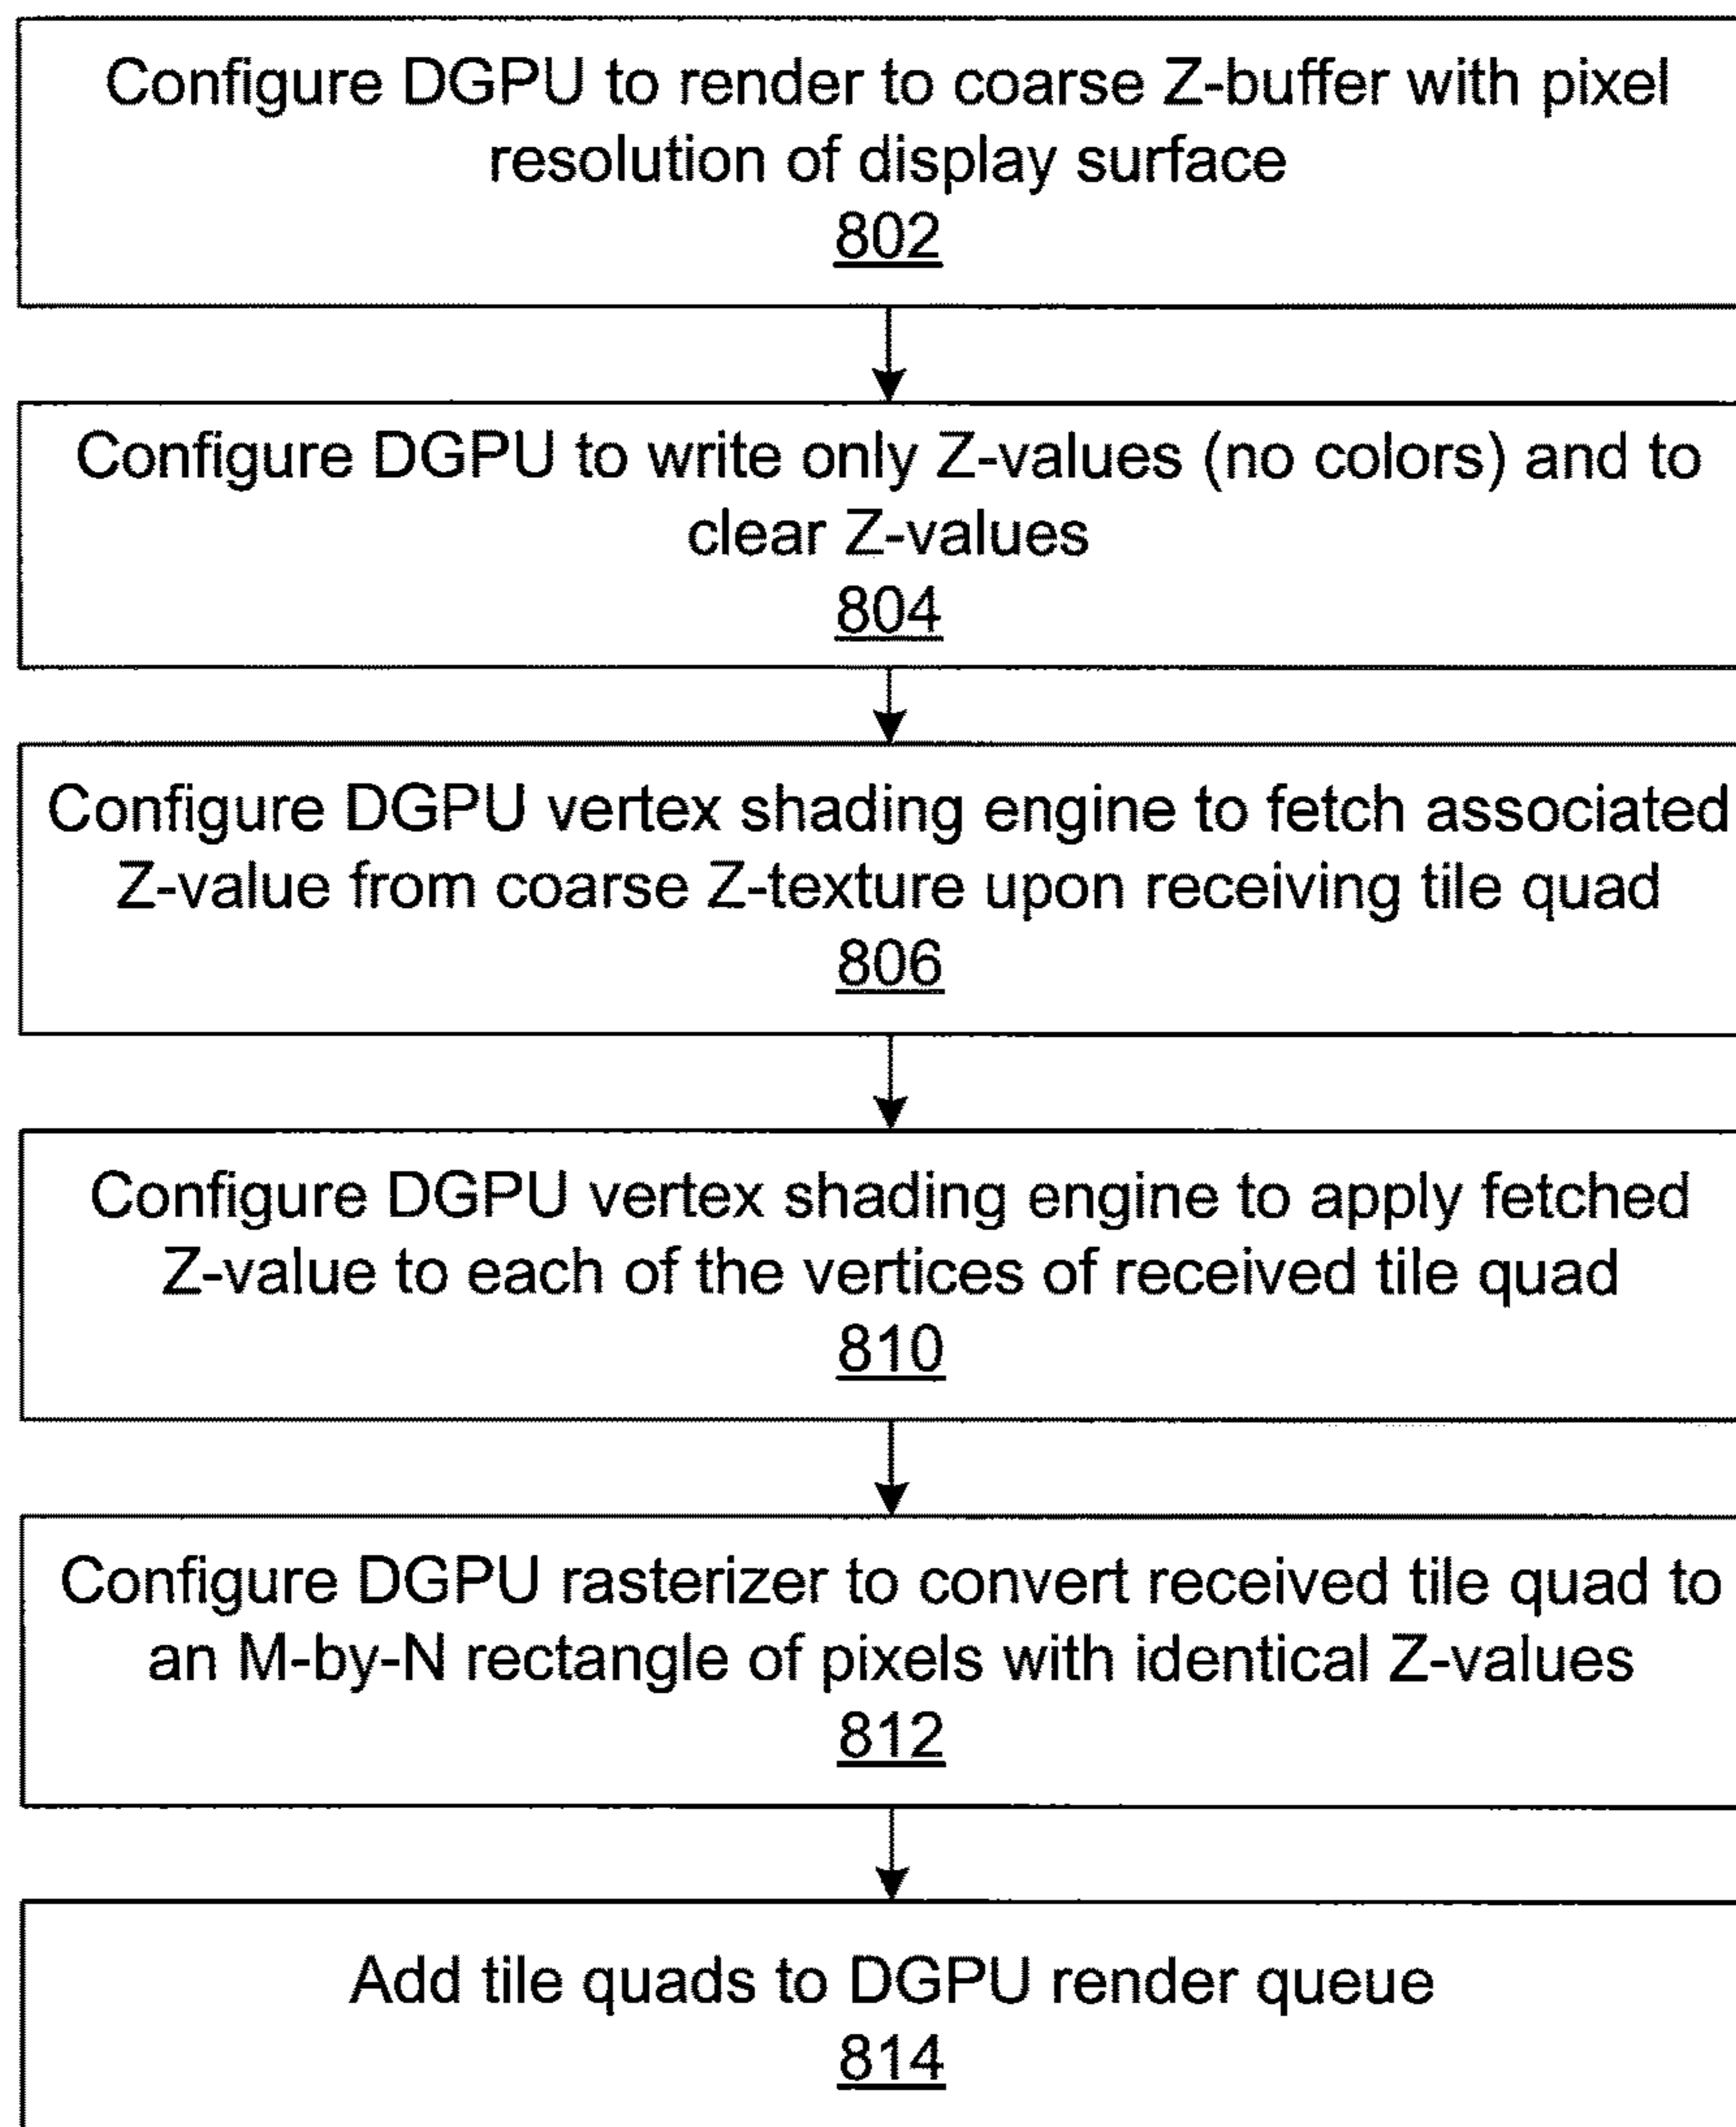 Configure DGPU to render to coarse Z-buffer with pixel
resolution of display surface
802
Configure DGPU to write only Z-values (no colors) and to
clear Z-values
804
Configure DGPU vertex shading engine to fetch associated
Z-value from coarse Z-texture upon receiving tile quad
806
Configure DGPU vertex shading engine to apply fetched
Z-value to each of the vertices of received tile quad
810
Configure DGPU rasterizer to convert received tile quad to
an M-by-N rectangle of pixels with identical Z-values
812
Add tile quads to DGPU render queue
814